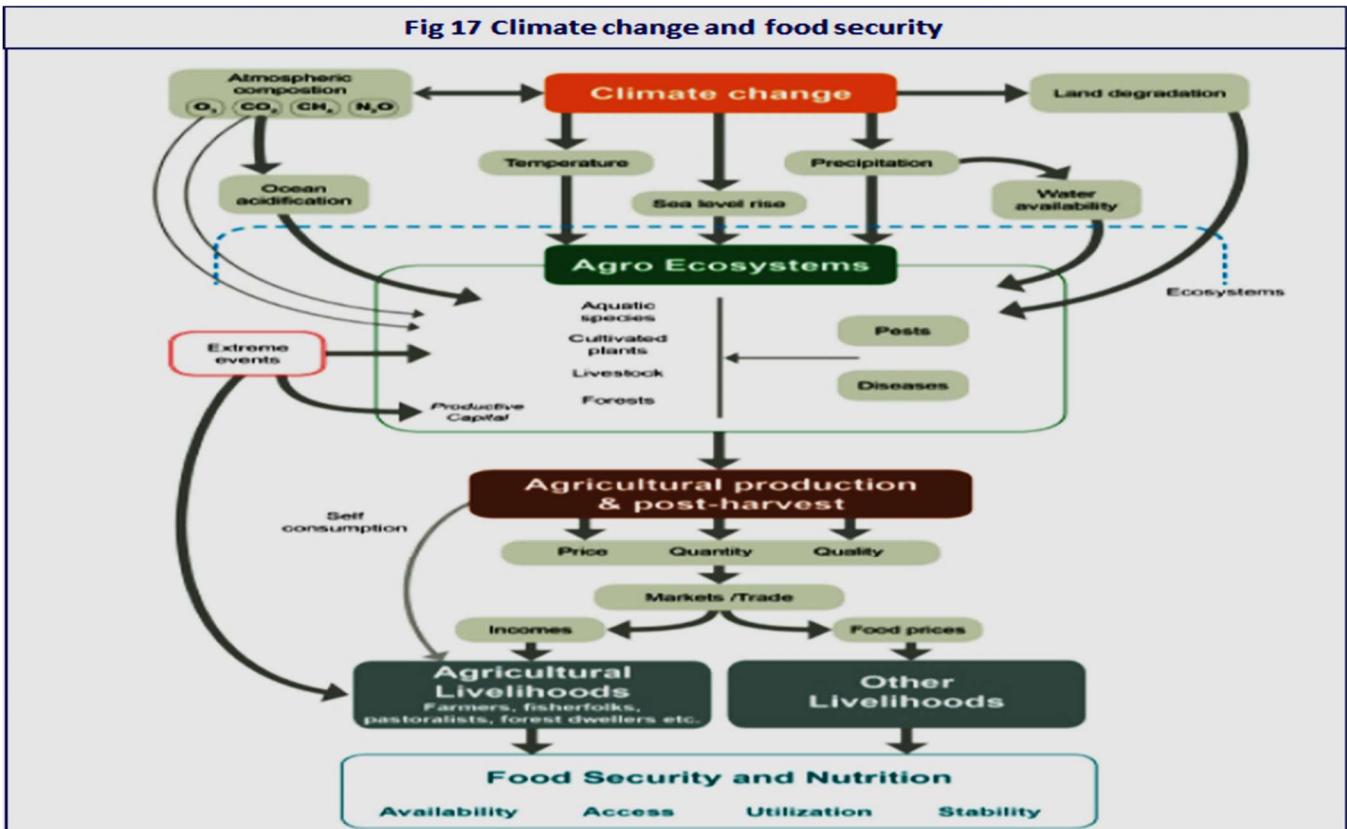 Fig 17 Climate change and food security
Atmospheric
compostion
O₃ CO₂ CH₄ N₂O
Climate change
Land degradation
Temperature
Precipitation
Ocean
acidification
Sea level rise
Water
availability
Agro Ecosystems
Ecosystems
Aquatic
species
Cultivated
plants
Livestock
Forests
Pests
Diseases
Extreme
events
Productive
Capital
Agricultural production
& post-harvest
Self
consumption
Price Quantity Quality
Markets /Trade
Incomes
Food prices
Agricultural
Livelihoods
Farmers, fisherfolks,
pastoralists, forest dwellers etc.
Other
Livelihoods
Food Security and Nutrition
Availability Access Utilization Stability